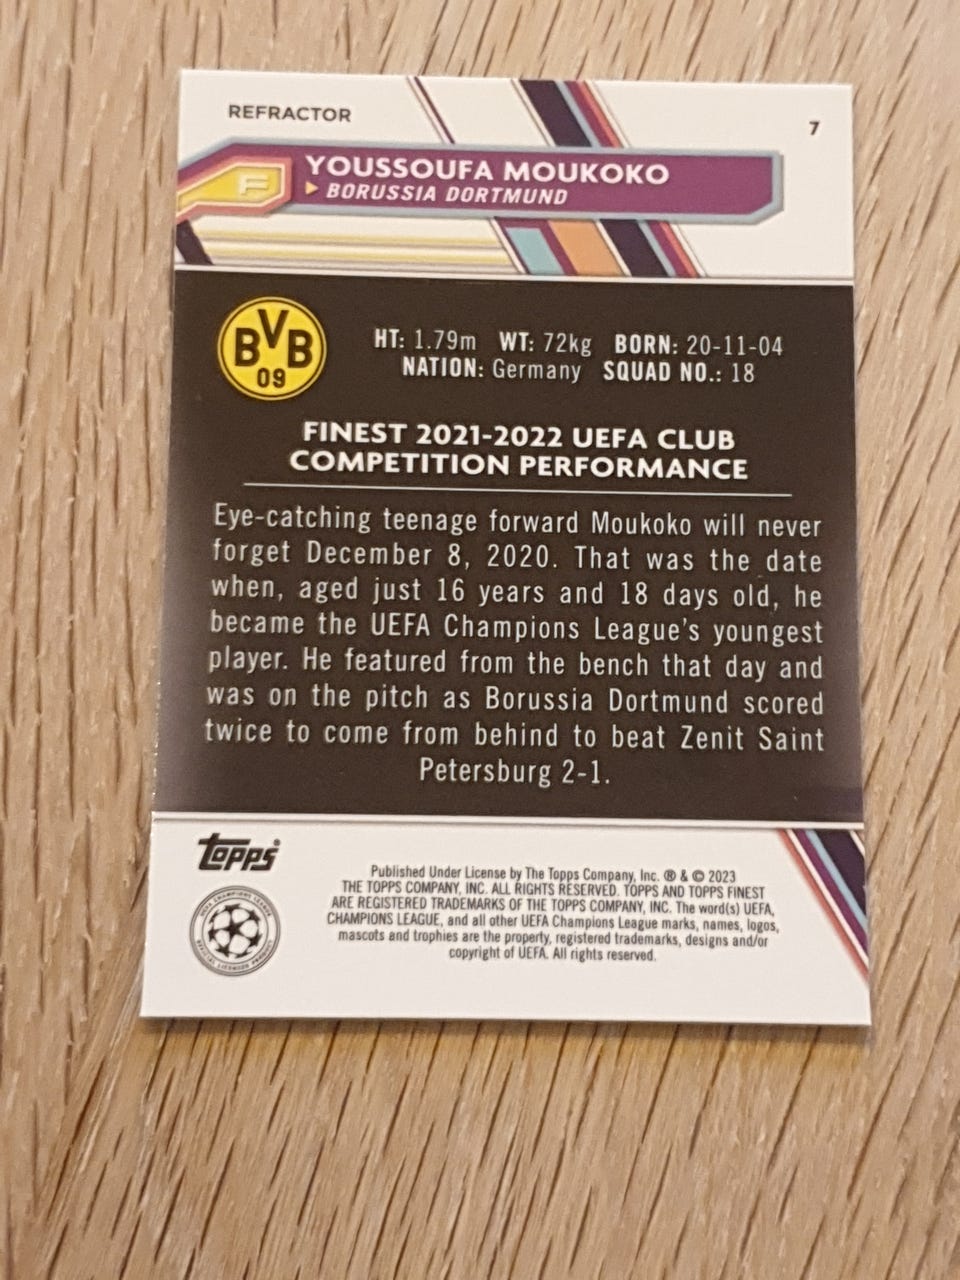 REFRACTOR
7
F
YOUSSOUFA MOUKOKO
BORUSSIA DORTMUND
BVB
09
HT: 1.79m WT: 72kg BORN: 20-11-04
NATION: Germany SQUAD NO.: 18
FINEST 2021-2022 UEFA CLUB
COMPETITION PERFORMANCE
Eye-catching teenage forward Moukoko will never
forget December 8, 2020. That was the date
when, aged just 16 years and 18 days old, he
became the UEFA Champions League's youngest
player. He featured from the bench that day and
was on the pitch as Borussia Dortmund scored
twice to come from behind to beat Zenit Saint
Petersburg 2-1.
topps®
UEFA CHAMPIONS LEAGUE
OFFICIAL LICENSED PRODUCT
Published Under License by The Topps Company, Inc. ® & © 2023
THE TOPPS COMPANY, INC. ALL RIGHTS RESERVED. TOPPS AND TOPPS FINEST
ARE REGISTERED TRADEMARKS OF THE TOPPS COMPANY, INC. The word(s) UEFA,
CHAMPIONS LEAGUE, and all other UEFA Champions League marks, names, logos,
mascots and trophies are the property, registered trademarks, designs and/or
copyright of UEFA. All rights reserved.